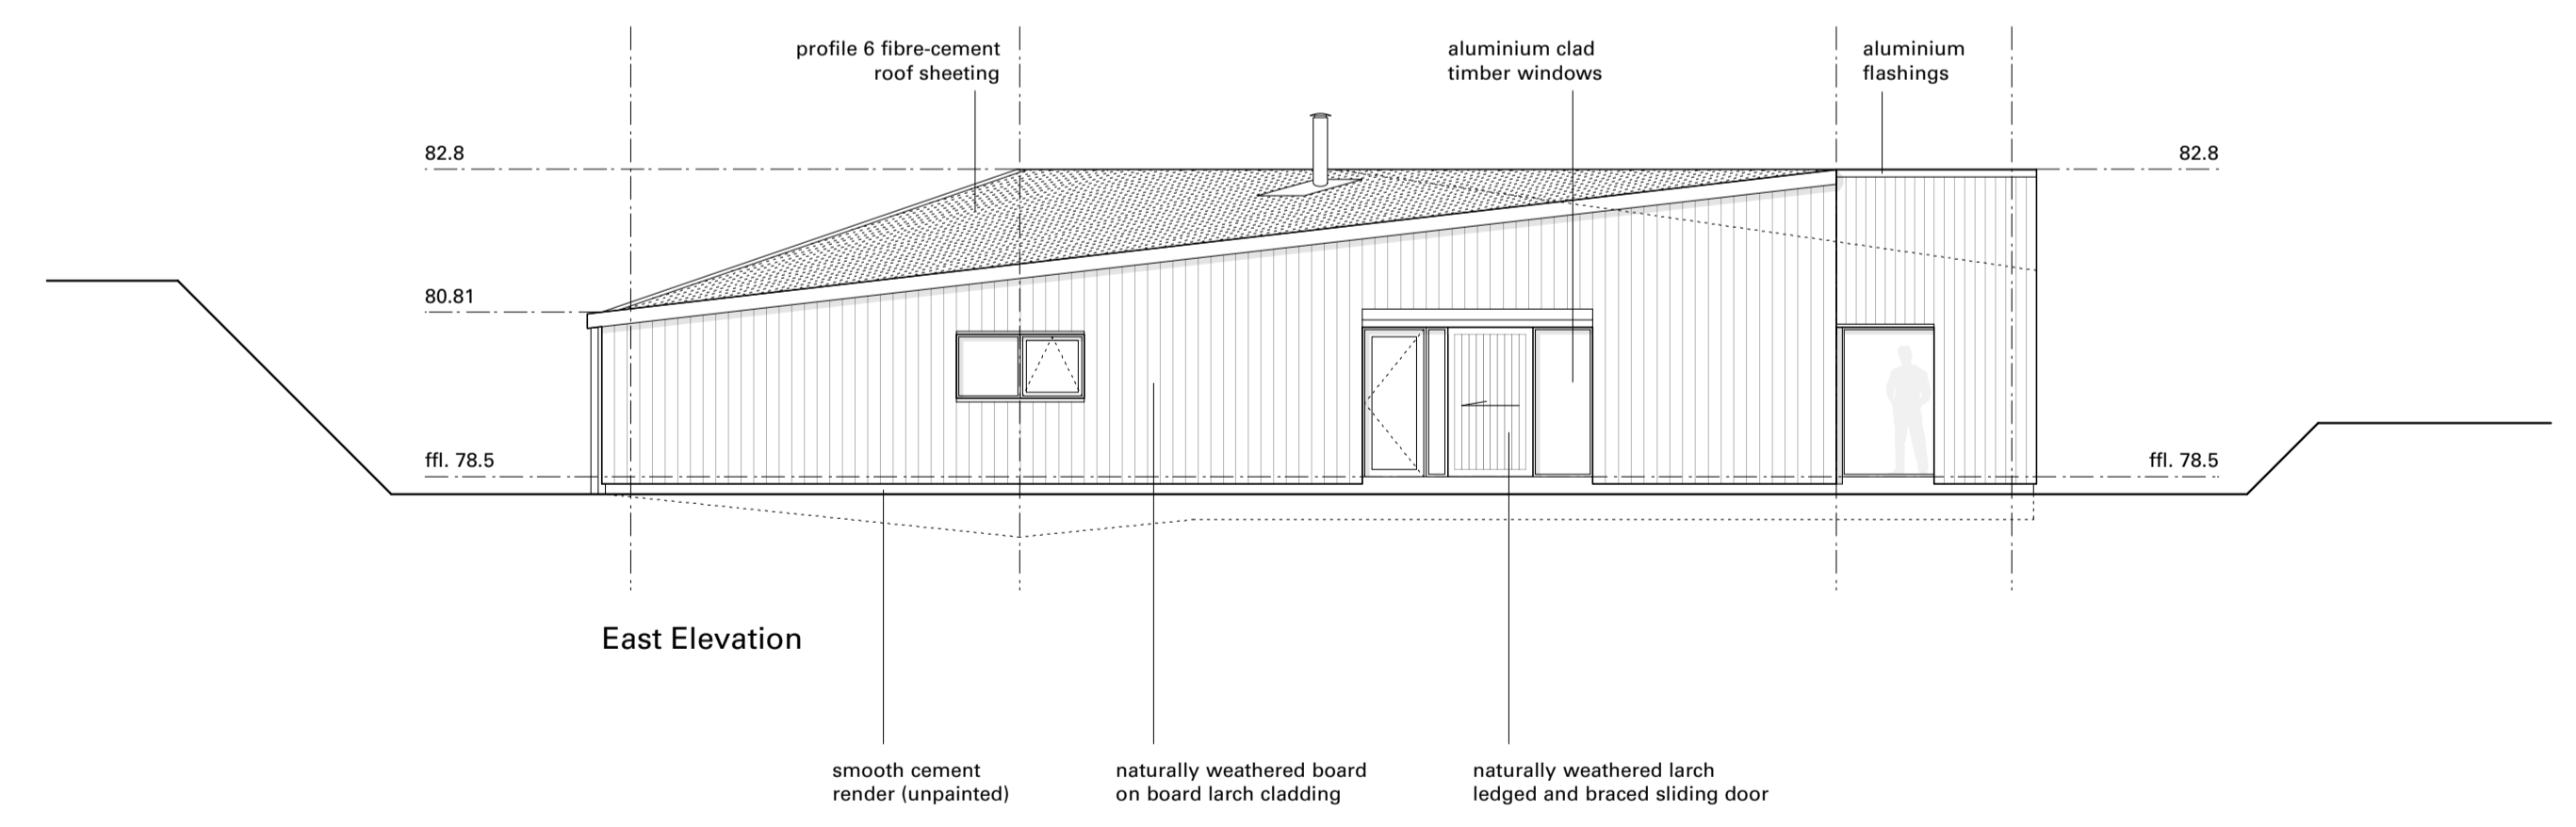 profile 6 fibre-cement
roof sheeting
aluminium clad
timber windows
aluminium
flashings
82.8
82.8
80.81
ffl. 78.5
ffl. 78.5
East Elevation
smooth cement
render (unpainted)
naturally weathered board
on board larch cladding
naturally weathered larch
ledged and braced sliding door